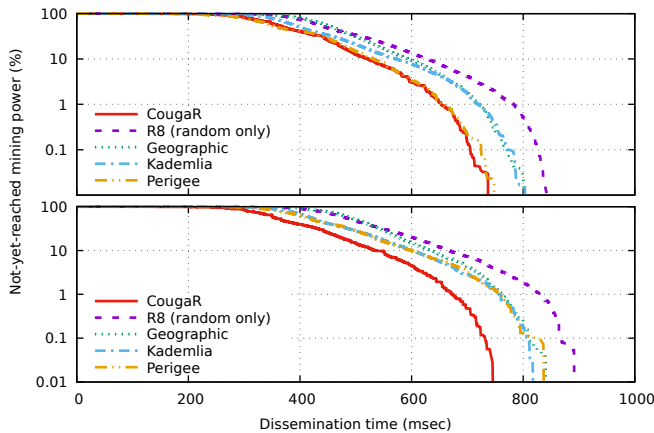 Not-yet-reached mining power (%)
100
10
1
0.1
CougaR
R8 (random only)
Geographic
Kademlia
Perigee
100
10
1
0.1
0.01
CougaR
R8 (random only)
Geographic
Kademlia
Perigee
0 200 400 600 800 1000
Dissemination time (msec)